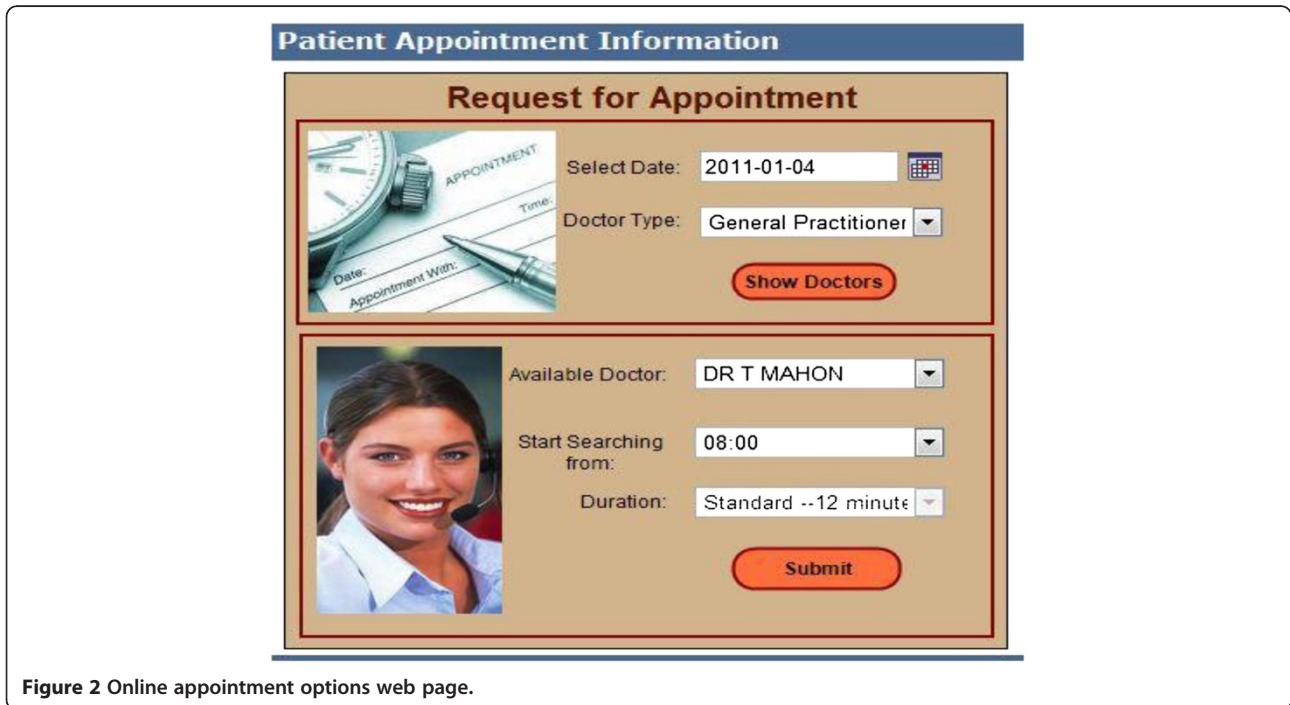 Patient Appointment Information
Request for Appointment
APPOINTMENT
Time:
Date:
Appointment With:
Select Date: 2011-01-04
Doctor Type: General Practitioner
Show Doctors
Available Doctor: DR T MAHON
Start Searching from: 08:00
Duration: Standard --12 minute
Submit
Figure 2 Online appointment options web page.